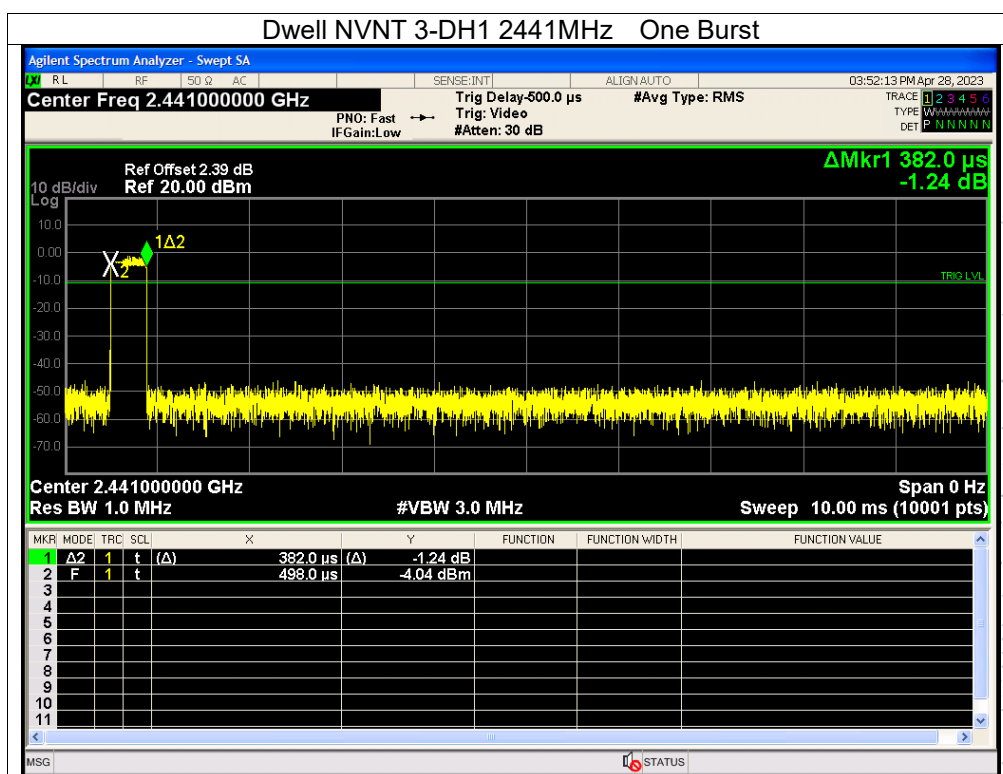 Dwell NVNT 3-DH1 2441MHz One Burst
Agilent Spectrum Analyzer - Swept SA
LXI RL RF 50 Ω AC SENSE:INT ALIGN AUTO 03:52:13 PM Apr 28, 2023
Center Freq 2.441000000 GHz Trig Delay-500.0 µs #Avg Type: RMS TRACE 1 2 3 4 5 6
PNO: Fast Trig: Video TYPE WWWWWW
IFGain:Low #Atten: 30 dB DET P N N N N N
ΔMkr1 382.0 µs
-1.24 dB
Ref Offset 2.39 dB
10 dB/div Ref 20.00 dBm
Log
10.0
1Δ2
0.00
X2
-10.0
TRIG LVL
-20.0
-30.0
-40.0
-50.0
-60.0
-70.0
Center 2.441000000 GHz Span 0 Hz
Res BW 1.0 MHz #VBW 3.0 MHz Sweep 10.00 ms (10001 pts)
MKR MODE TRC SCL X Y FUNCTION FUNCTION WIDTH FUNCTION VALUE
1 Δ2 1 t (Δ) 382.0 µs (Δ) -1.24 dB
2 F 1 t 498.0 µs -4.04 dBm
3
4
5
6
7
8
9
10
11
MSG STATUS